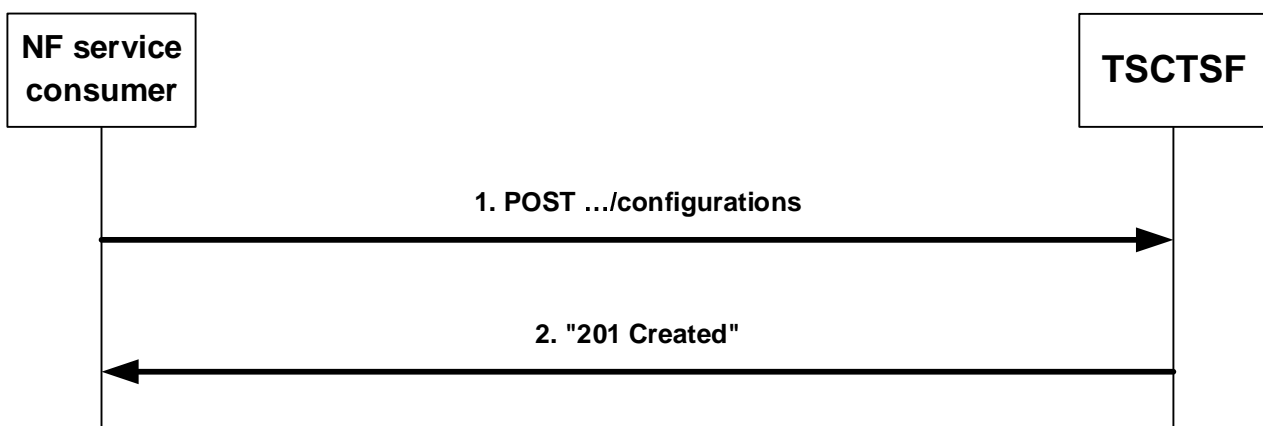 NF service
consumer
TSCTSF
1. POST …/configurations
2. "201 Created"